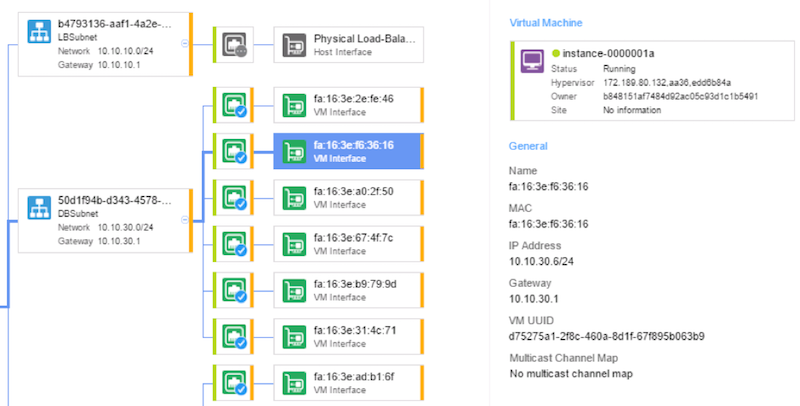 b4793136-aaf1-4a2e-...
LBSubnet
Network 10.10.10.0/24
Gateway 10.10.10.1
Physical Load-Bala...
Host Interface
fa:16:3e:2e:fe:46
VM Interface
fa:16:3e:f6:36:16
VM Interface
50d1f94b-d343-4578-...
DBSubnet
Network 10.10.30.0/24
Gateway 10.10.30.1
fa:16:3e:a0:2f:50
VM Interface
fa:16:3e:67:4f:7c
VM Interface
fa:16:3e:b9:79:9d
VM Interface
fa:16:3e:31:4c:71
VM Interface
fa:16:3e:ad:b1:6f
VM Interface
Virtual Machine
instance-0000001a
Status Running
Hypervisor 172.189.80.132,aa36,edd6b84a
Owner b848151af7484d92ac05c93d1c1b5491
Site No information
General
Name
fa:16:3e:f6:36:16
MAC
fa:16:3e:f6:36:16
IP Address
10.10.30.6/24
Gateway
10.10.30.1
VM UUID
d75275a1-2f8c-460a-8d1f-67f895b063b9
Multicast Channel Map
No multicast channel map